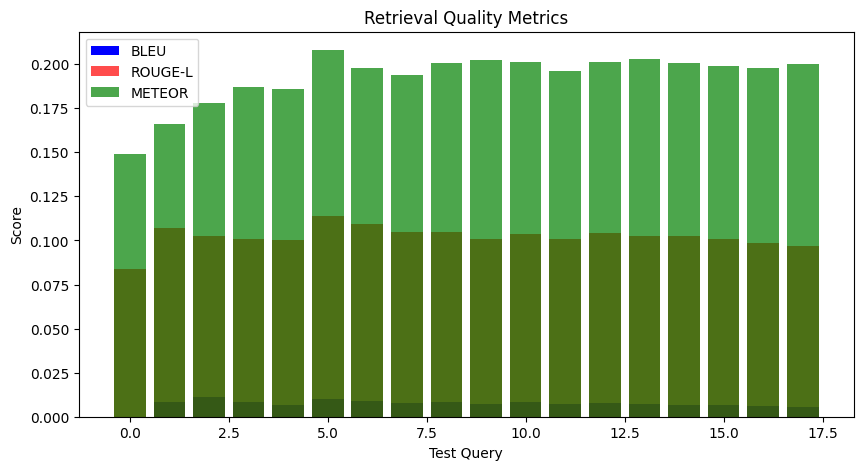 Retrieval Quality Metrics
BLEU
ROUGE-L
METEOR
Score
0.200
0.175
0.150
0.125
0.100
0.075
0.050
0.025
0.000
0.0 2.5 5.0 7.5 10.0 12.5 15.0 17.5
Test Query